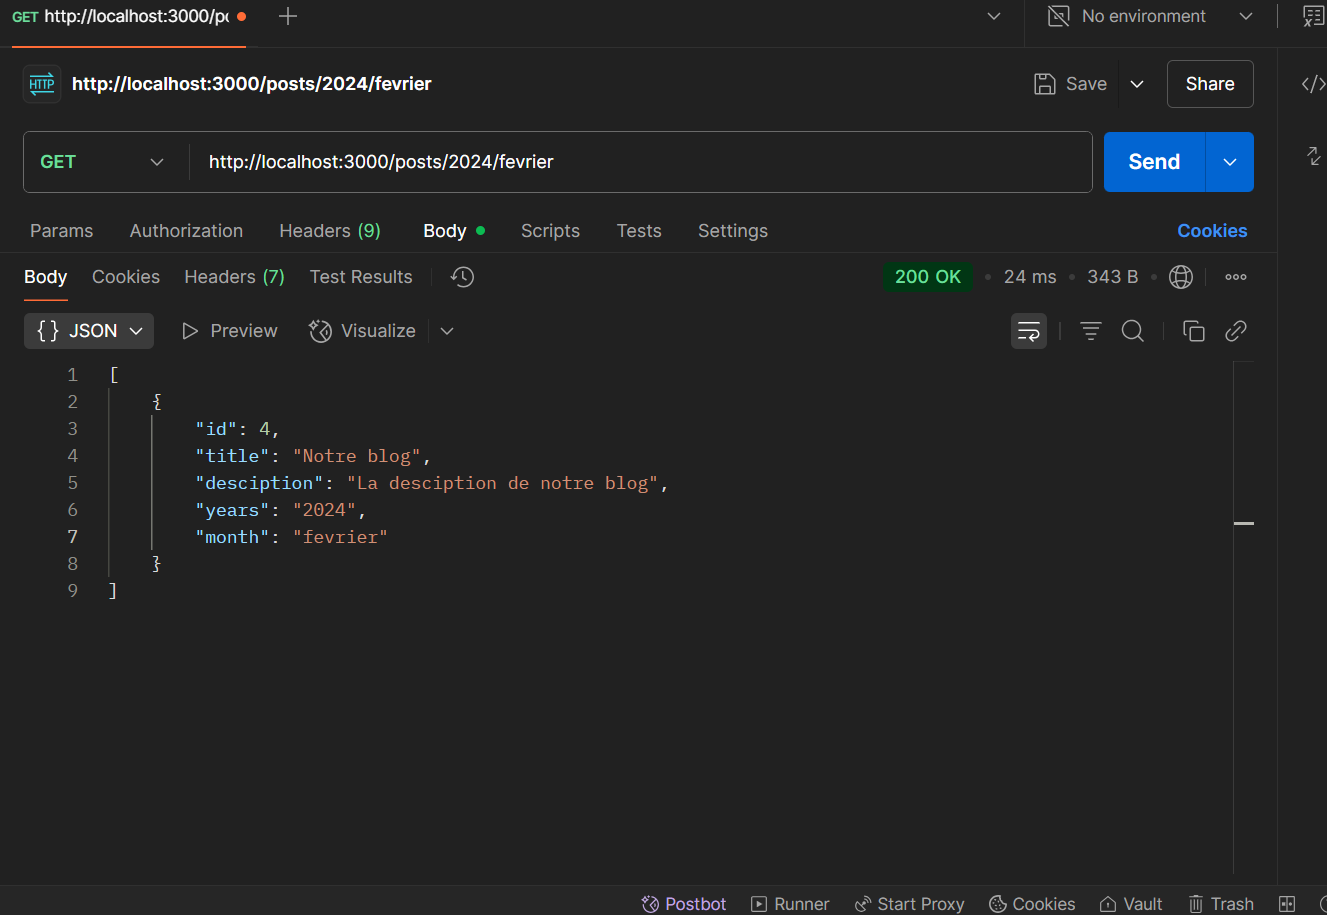 GET http://localhost:3000/po
No environment
HTTP http://localhost:3000/posts/2024/fevrier
Save
Share
GET
http://localhost:3000/posts/2024/fevrier
Send
Params Authorization Headers (9) Body Scripts Tests Settings Cookies
Body Cookies Headers (7) Test Results 200 OK 24 ms 343 B
{} JSON Preview Visualize
1 [
2 {
3 "id": 4,
4 "title": "Notre blog",
5 "desciption": "La desciption de notre blog",
6 "years": "2024",
7 "month": "fevrier"
8 }
9 ]
Postbot Runner Start Proxy Cookies Vault Trash